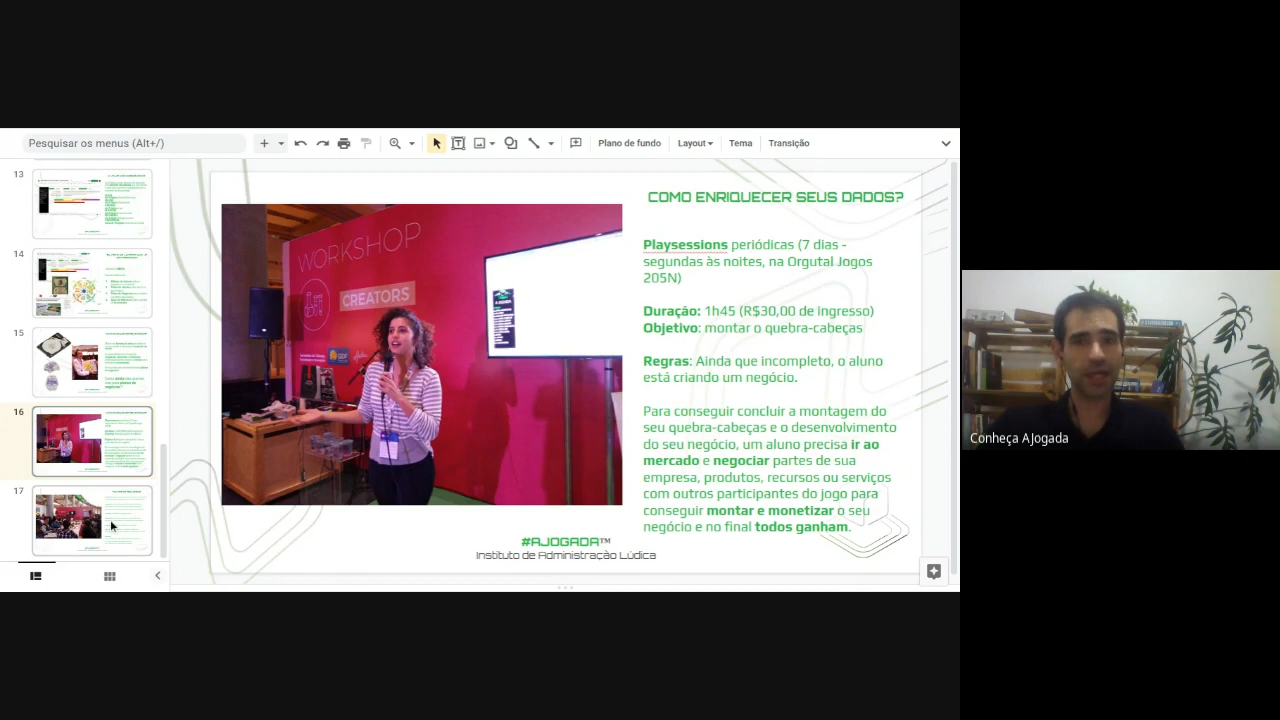 Pesquisar os menus (Alt+/)
Plano de fundo
Layout
Tema
Transição
13
14
15
16
17
WORKSHOP
CREATORS
GDF
COMO ENRIQUECER SEUS DADOS?
Playsessions periódicas (7 dias -
segundas às noites, na Orgutal Jogos
205N)
Duração: 1h45 (R$30,00 de Ingresso)
Objetivo: montar o quebra-cabeças
Regras: Ainda que incompleto, o aluno
está criando um negócio.
Para conseguir concluir a montagem do
seu quebra-cabeças e o desenvolvimento
do seu negócio, um aluno precisa ir ao
mercado e negociar partes de sua
empresa, produtos, recursos ou serviços
com outros participantes do jogo para
conseguir montar e monetizar o seu
negócio e no final todos ganham.
#AJOGADA™
Instituto de Administração Lúdica
Conheça AJogada